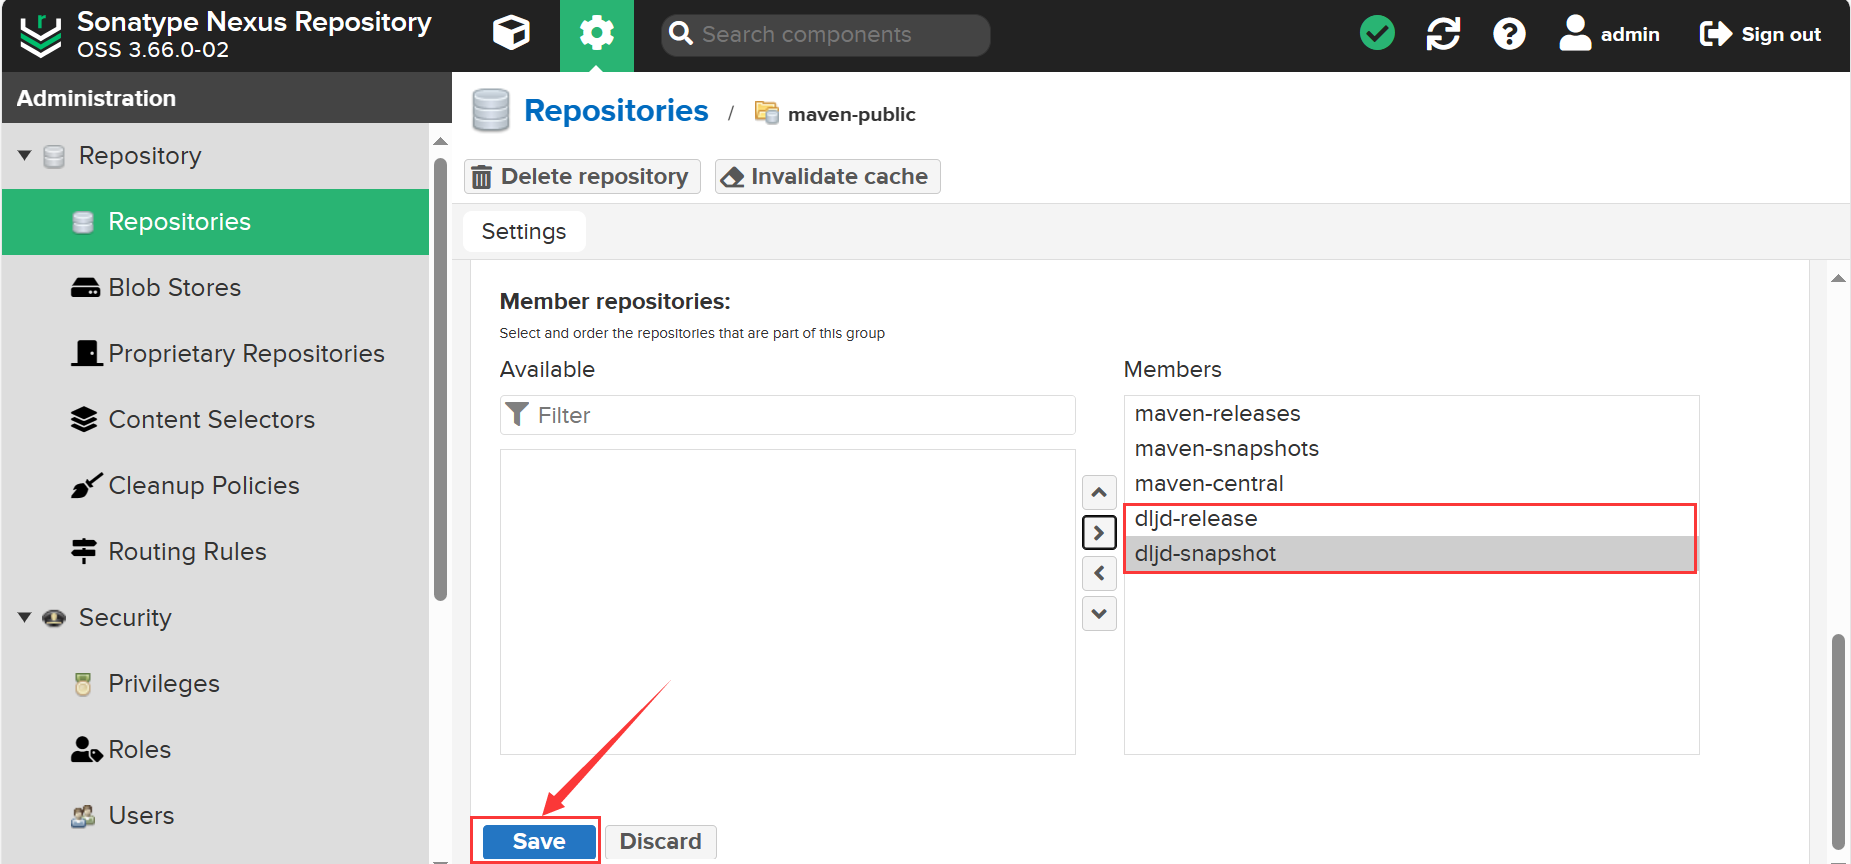 Sonatype Nexus Repository
OSS 3.66.0-02
Search components
admin
Sign out
Administration
Repository
Repositories
Blob Stores
Proprietary Repositories
Content Selectors
Cleanup Policies
Routing Rules
Security
Privileges
Roles
Users
Repositories / maven-public
Delete repository
Invalidate cache
Settings
Member repositories:
Select and order the repositories that are part of this group
Available
Filter
Members
maven-releases
maven-snapshots
maven-central
dljd-release
dljd-snapshot
Save
Discard